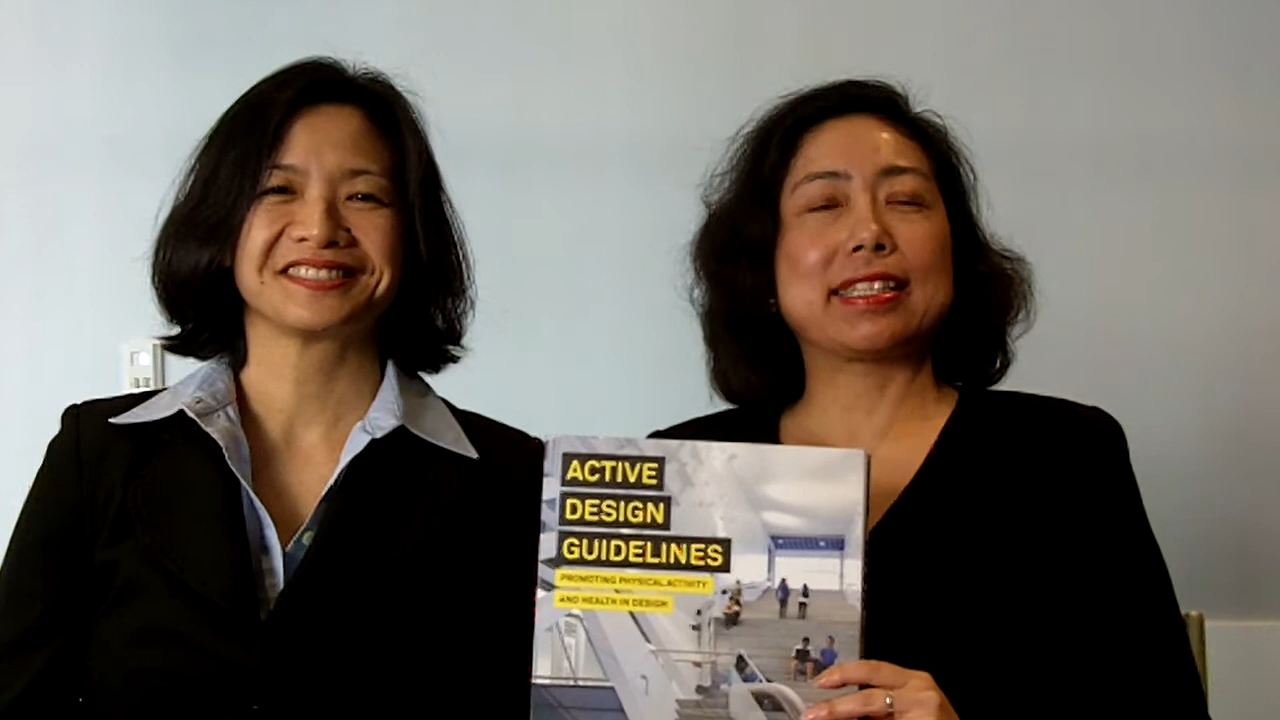 ACTIVE
DESIGN
GUIDELINES
PROMOTING PHYSICAL ACTIVITY
AND HEALTH IN DESIGN